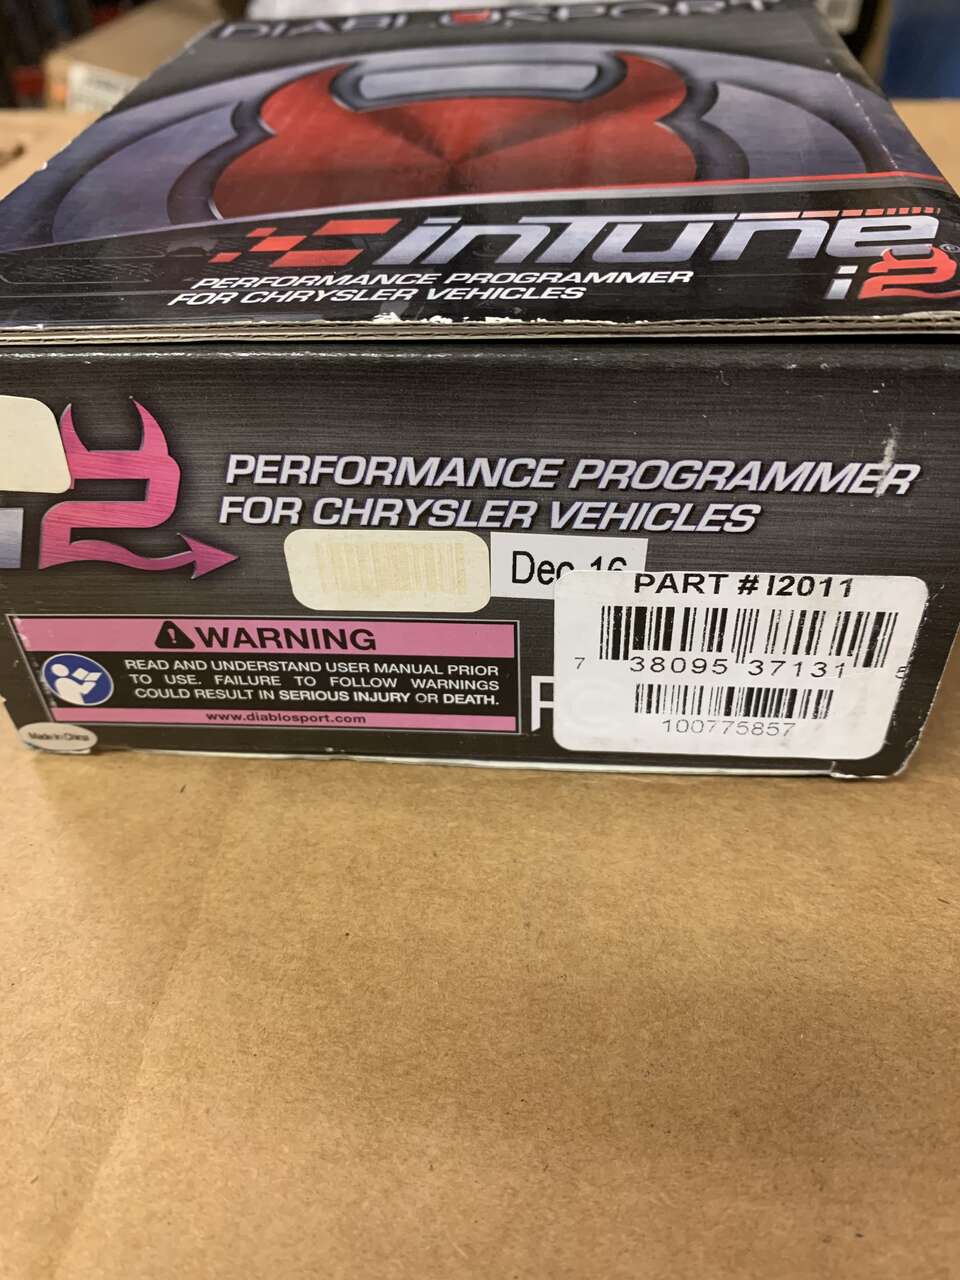 DIABLOSPORT
inTune
i2
®
PERFORMANCE PROGRAMMER
FOR CHRYSLER VEHICLES
i2
PERFORMANCE PROGRAMMER
FOR CHRYSLER VEHICLES
Dec 16
PART # I2011
7 38095 37131 8
100775857
WARNING
READ AND UNDERSTAND USER MANUAL PRIOR
TO USE. FAILURE TO FOLLOW WARNINGS
COULD RESULT IN SERIOUS INJURY OR DEATH.
www.diablosport.com
Made in China